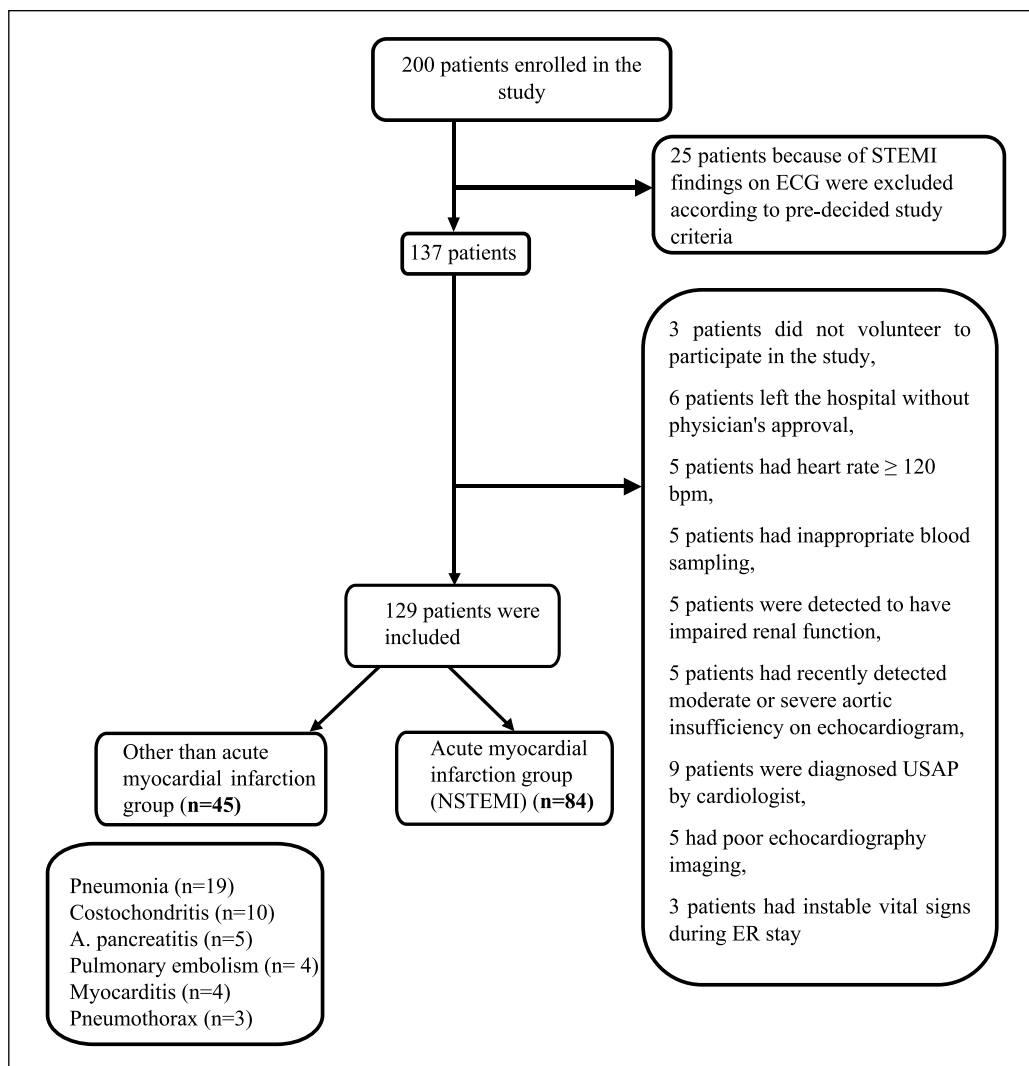 200 patients enrolled in the
study
25 patients because of STEMI
findings on ECG were excluded
according to pre-decided study
criteria
137 patients
3 patients did not volunteer to
participate in the study,
6 patients left the hospital without
physician's approval,
5 patients had heart rate ≥ 120
bpm,
5 patients had inappropriate blood
sampling,
5 patients were detected to have
impaired renal function,
5 patients had recently detected
moderate or severe aortic
insufficiency on echocardiogram,
9 patients were diagnosed USAP
by cardiologist,
5 had poor echocardiography
imaging,
3 patients had instable vital signs
during ER stay
129 patients were
included
Other than acute
myocardial infarction
group (n=45)
Acute myocardial
infarction group
(NSTEMI) (n=84)
Pneumonia (n=19)
Costochondritis (n=10)
A. pancreatitis (n=5)
Pulmonary embolism (n= 4)
Myocarditis (n=4)
Pneumothorax (n=3)